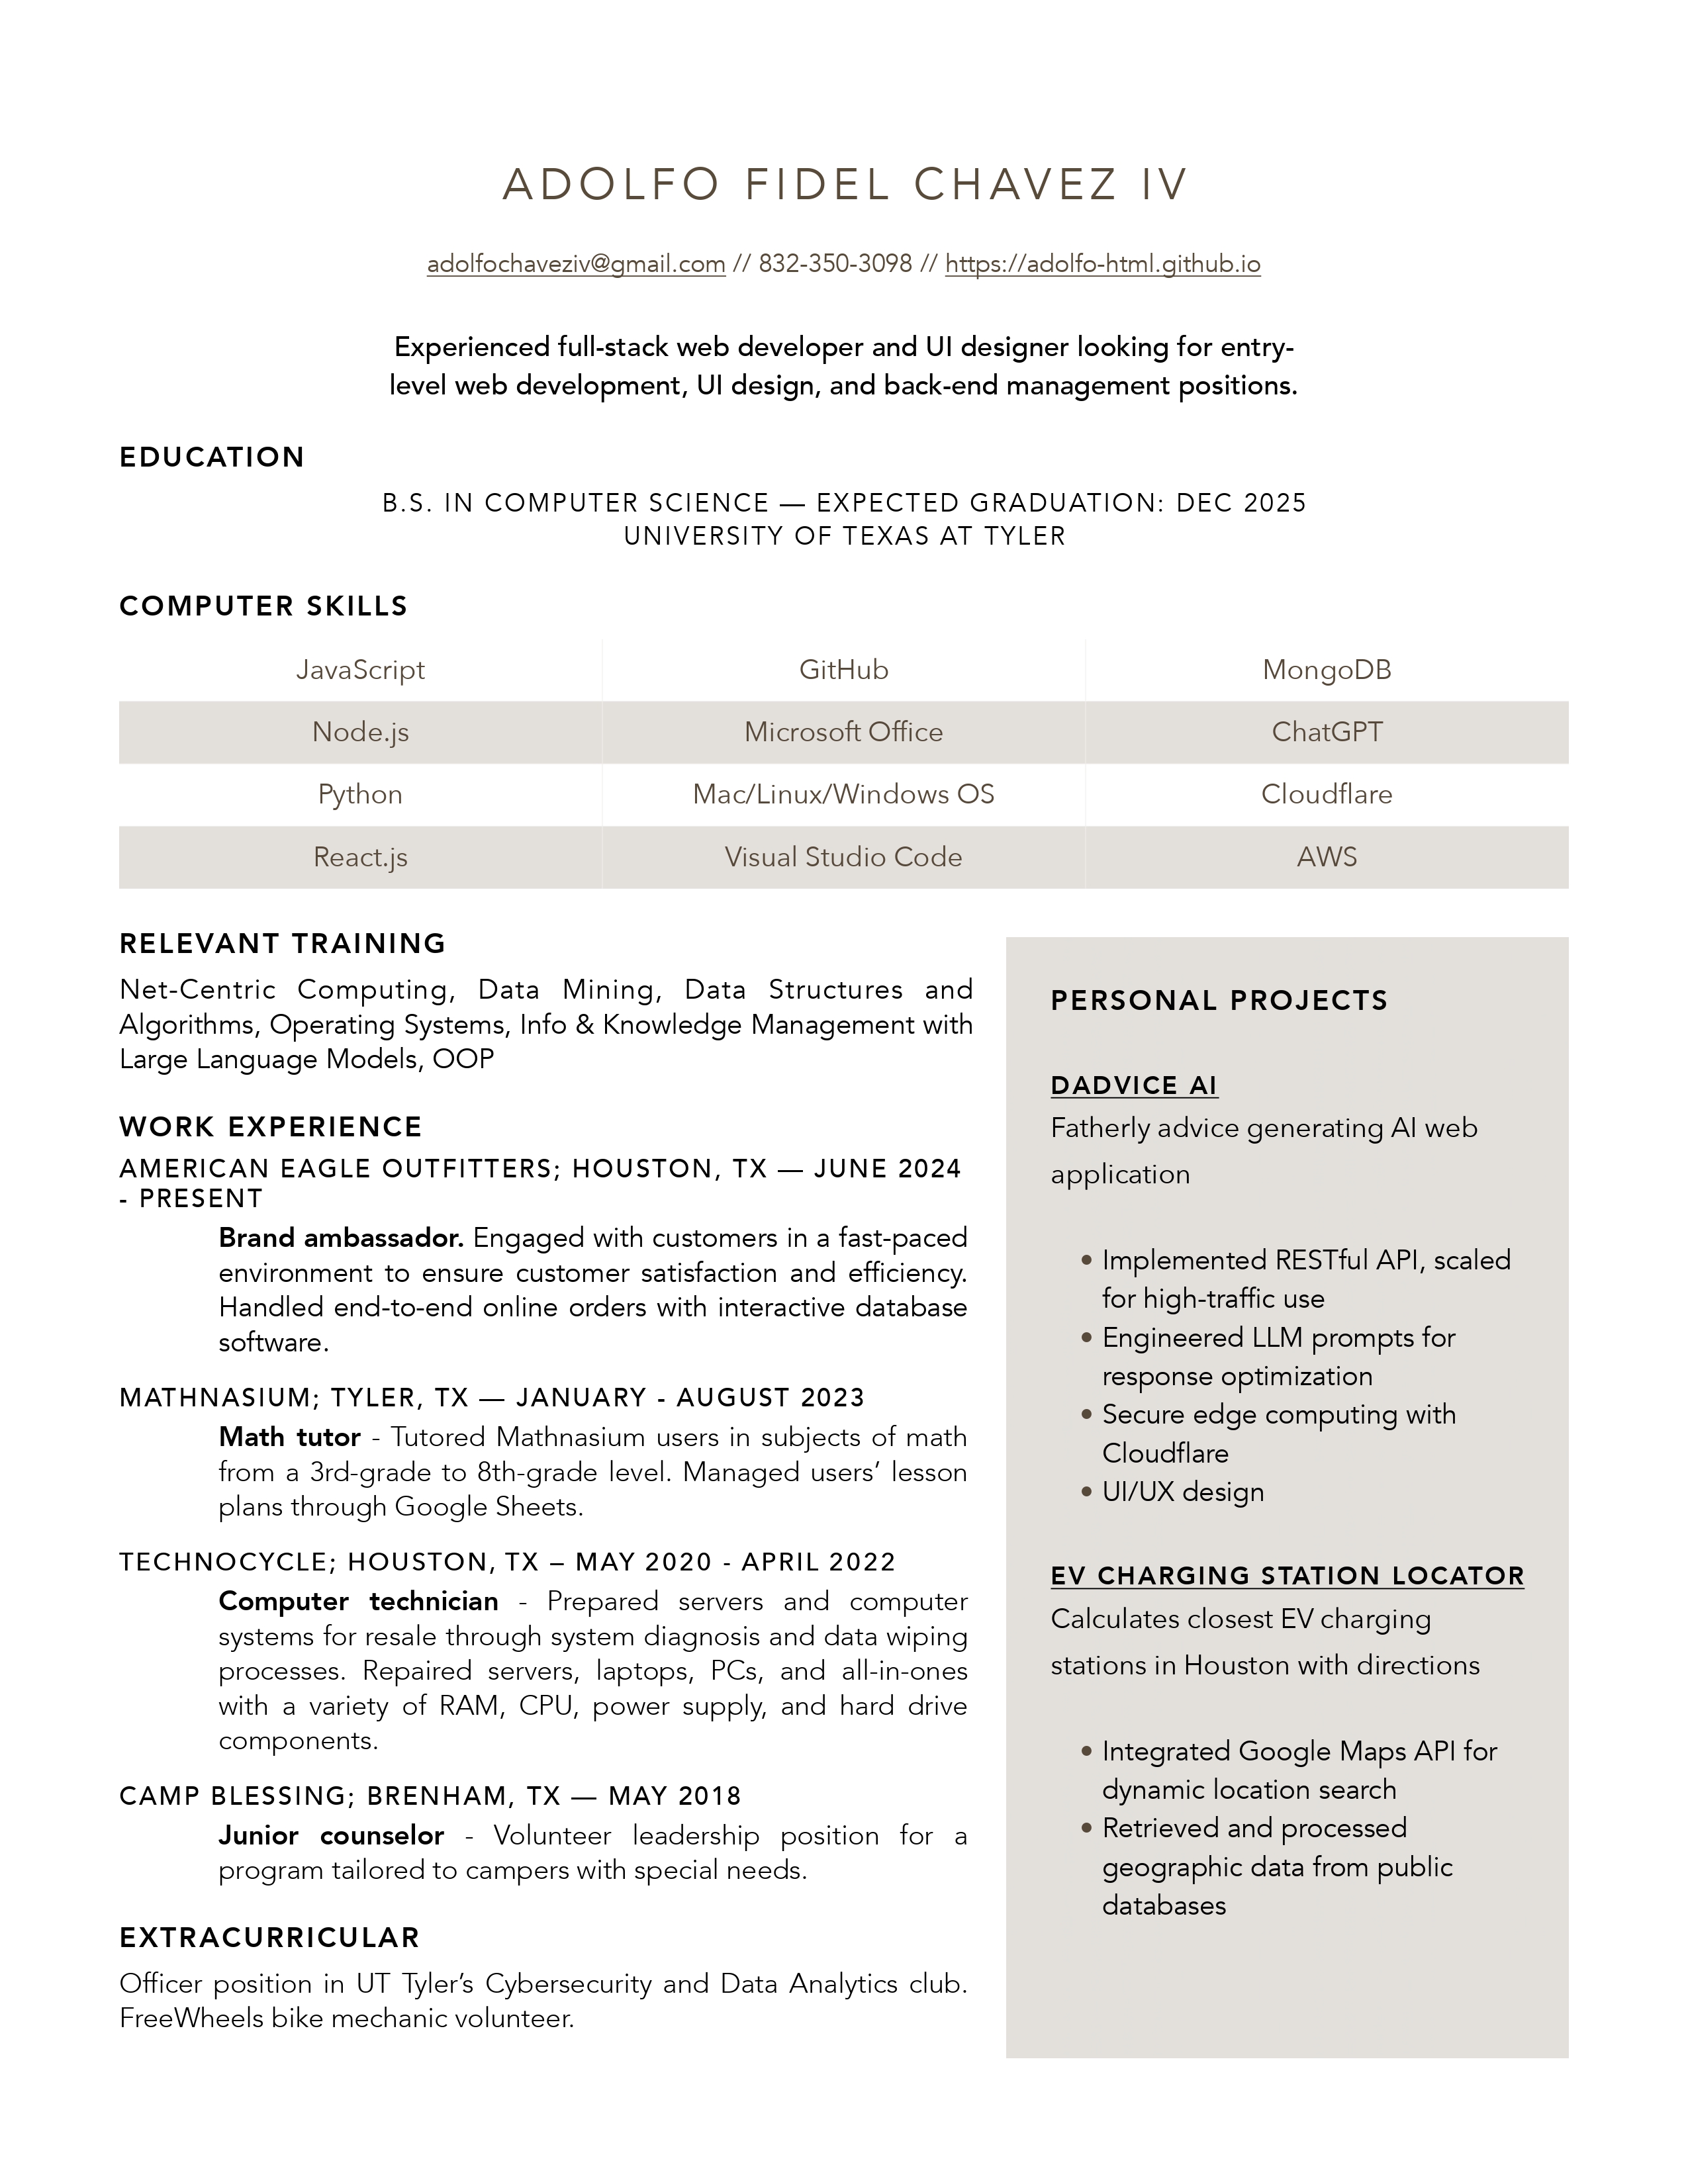 ADOLFO FIDEL CHAVEZ IV
adolfochaveziv@gmail.com // 832-350-3098 // https://adolfo-html.github.io
Experienced full-stack web developer and UI designer looking for entry-
level web development, UI design, and back-end management positions.
EDUCATION
B.S. IN COMPUTER SCIENCE — EXPECTED GRADUATION: DEC 2025
UNIVERSITY OF TEXAS AT TYLER
COMPUTER SKILLS
JavaScript GitHub MongoDB
Node.js Microsoft Office ChatGPT
Python Mac/Linux/Windows OS Cloudflare
React.js Visual Studio Code AWS
RELEVANT TRAINING
Net-Centric Computing, Data Mining, Data Structures and
Algorithms, Operating Systems, Info & Knowledge Management with
Large Language Models, OOP
WORK EXPERIENCE
AMERICAN EAGLE OUTFITTERS; HOUSTON, TX — JUNE 2024
- PRESENT
Brand ambassador. Engaged with customers in a fast-paced
environment to ensure customer satisfaction and efficiency.
Handled end-to-end online orders with interactive database
software.
MATHNASIUM; TYLER, TX — JANUARY - AUGUST 2023
Math tutor - Tutored Mathnasium users in subjects of math
from a 3rd-grade to 8th-grade level. Managed users’ lesson
plans through Google Sheets.
TECHNOCYCLE; HOUSTON, TX – MAY 2020 - APRIL 2022
Computer technician - Prepared servers and computer
systems for resale through system diagnosis and data wiping
processes. Repaired servers, laptops, PCs, and all-in-ones
with a variety of RAM, CPU, power supply, and hard drive
components.
CAMP BLESSING; BRENHAM, TX — MAY 2018
Junior counselor - Volunteer leadership position for a
program tailored to campers with special needs.
EXTRACURRICULAR
Officer position in UT Tyler’s Cybersecurity and Data Analytics club.
FreeWheels bike mechanic volunteer.
PERSONAL PROJECTS
DADVICE AI
Fatherly advice generating AI web
application
• Implemented RESTful API, scaled
for high-traffic use
• Engineered LLM prompts for
response optimization
• Secure edge computing with
Cloudflare
• UI/UX design
EV CHARGING STATION LOCATOR
Calculates closest EV charging
stations in Houston with directions
• Integrated Google Maps API for
dynamic location search
• Retrieved and processed
geographic data from public
databases